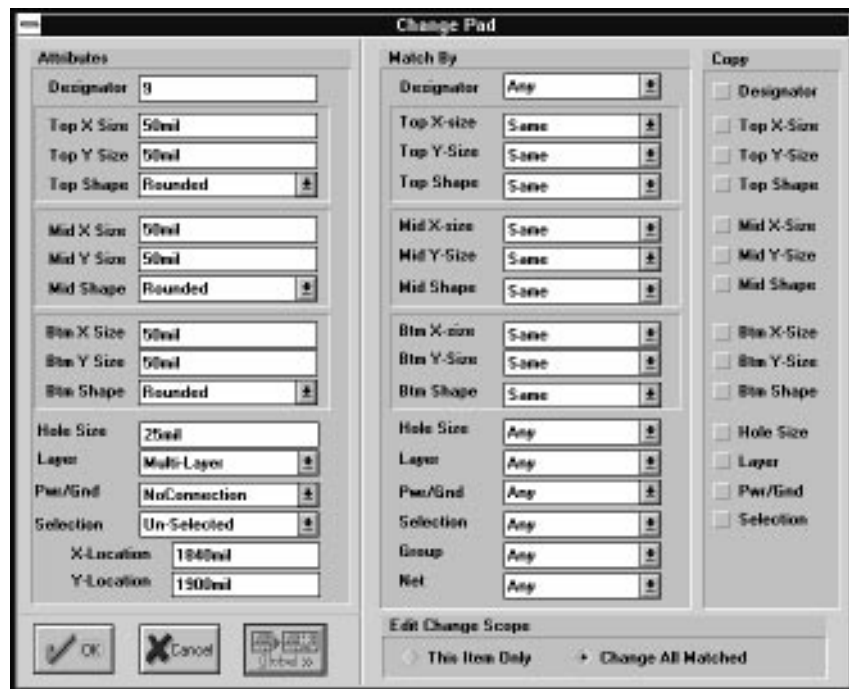 Change Pad
Attributes
Designator 9
Top X Size 50mil
Top Y Size 50mil
Top Shape Rounded
Mid X Size 50mil
Mid Y Size 50mil
Mid Shape Rounded
Btm X Size 50mil
Btm Y Size 50mil
Btm Shape Rounded
Hole Size 25mil
Layer Multi-Layer
Pwr/Gnd NoConnection
Selection Un-Selected
X-Location 1840mil
Y-Location 1900mil
OK
Cancel
Global >>
Match By
Designator Any
Top X-size Same
Top Y-Size Same
Top Shape Same
Mid X-size Same
Mid Y-Size Same
Mid Shape Same
Btm X-size Same
Btm Y-Size Same
Btm Shape Same
Hole Size Any
Layer Any
Pwr/Gnd Any
Selection Any
Group Any
Net Any
Copy
Designator
Top X-Size
Top Y-Size
Top Shape
Mid X-Size
Mid Y-Size
Mid Shape
Btm X-Size
Btm Y-Size
Btm Shape
Hole Size
Layer
Pwr/Gnd
Selection
Edit Change Scope
This Item Only
Change All Matched